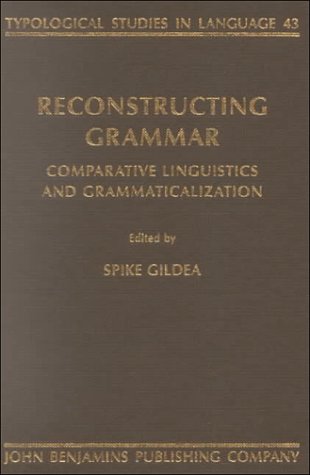 TYPOLOGICAL STUDIES IN LANGUAGE 43
RECONSTRUCTING
GRAMMAR
COMPARATIVE LINGUISTICS
AND GRAMMATICALIZATION
Edited by
SPIKE GILDEA
JOHN BENJAMINS PUBLISHING COMPANY